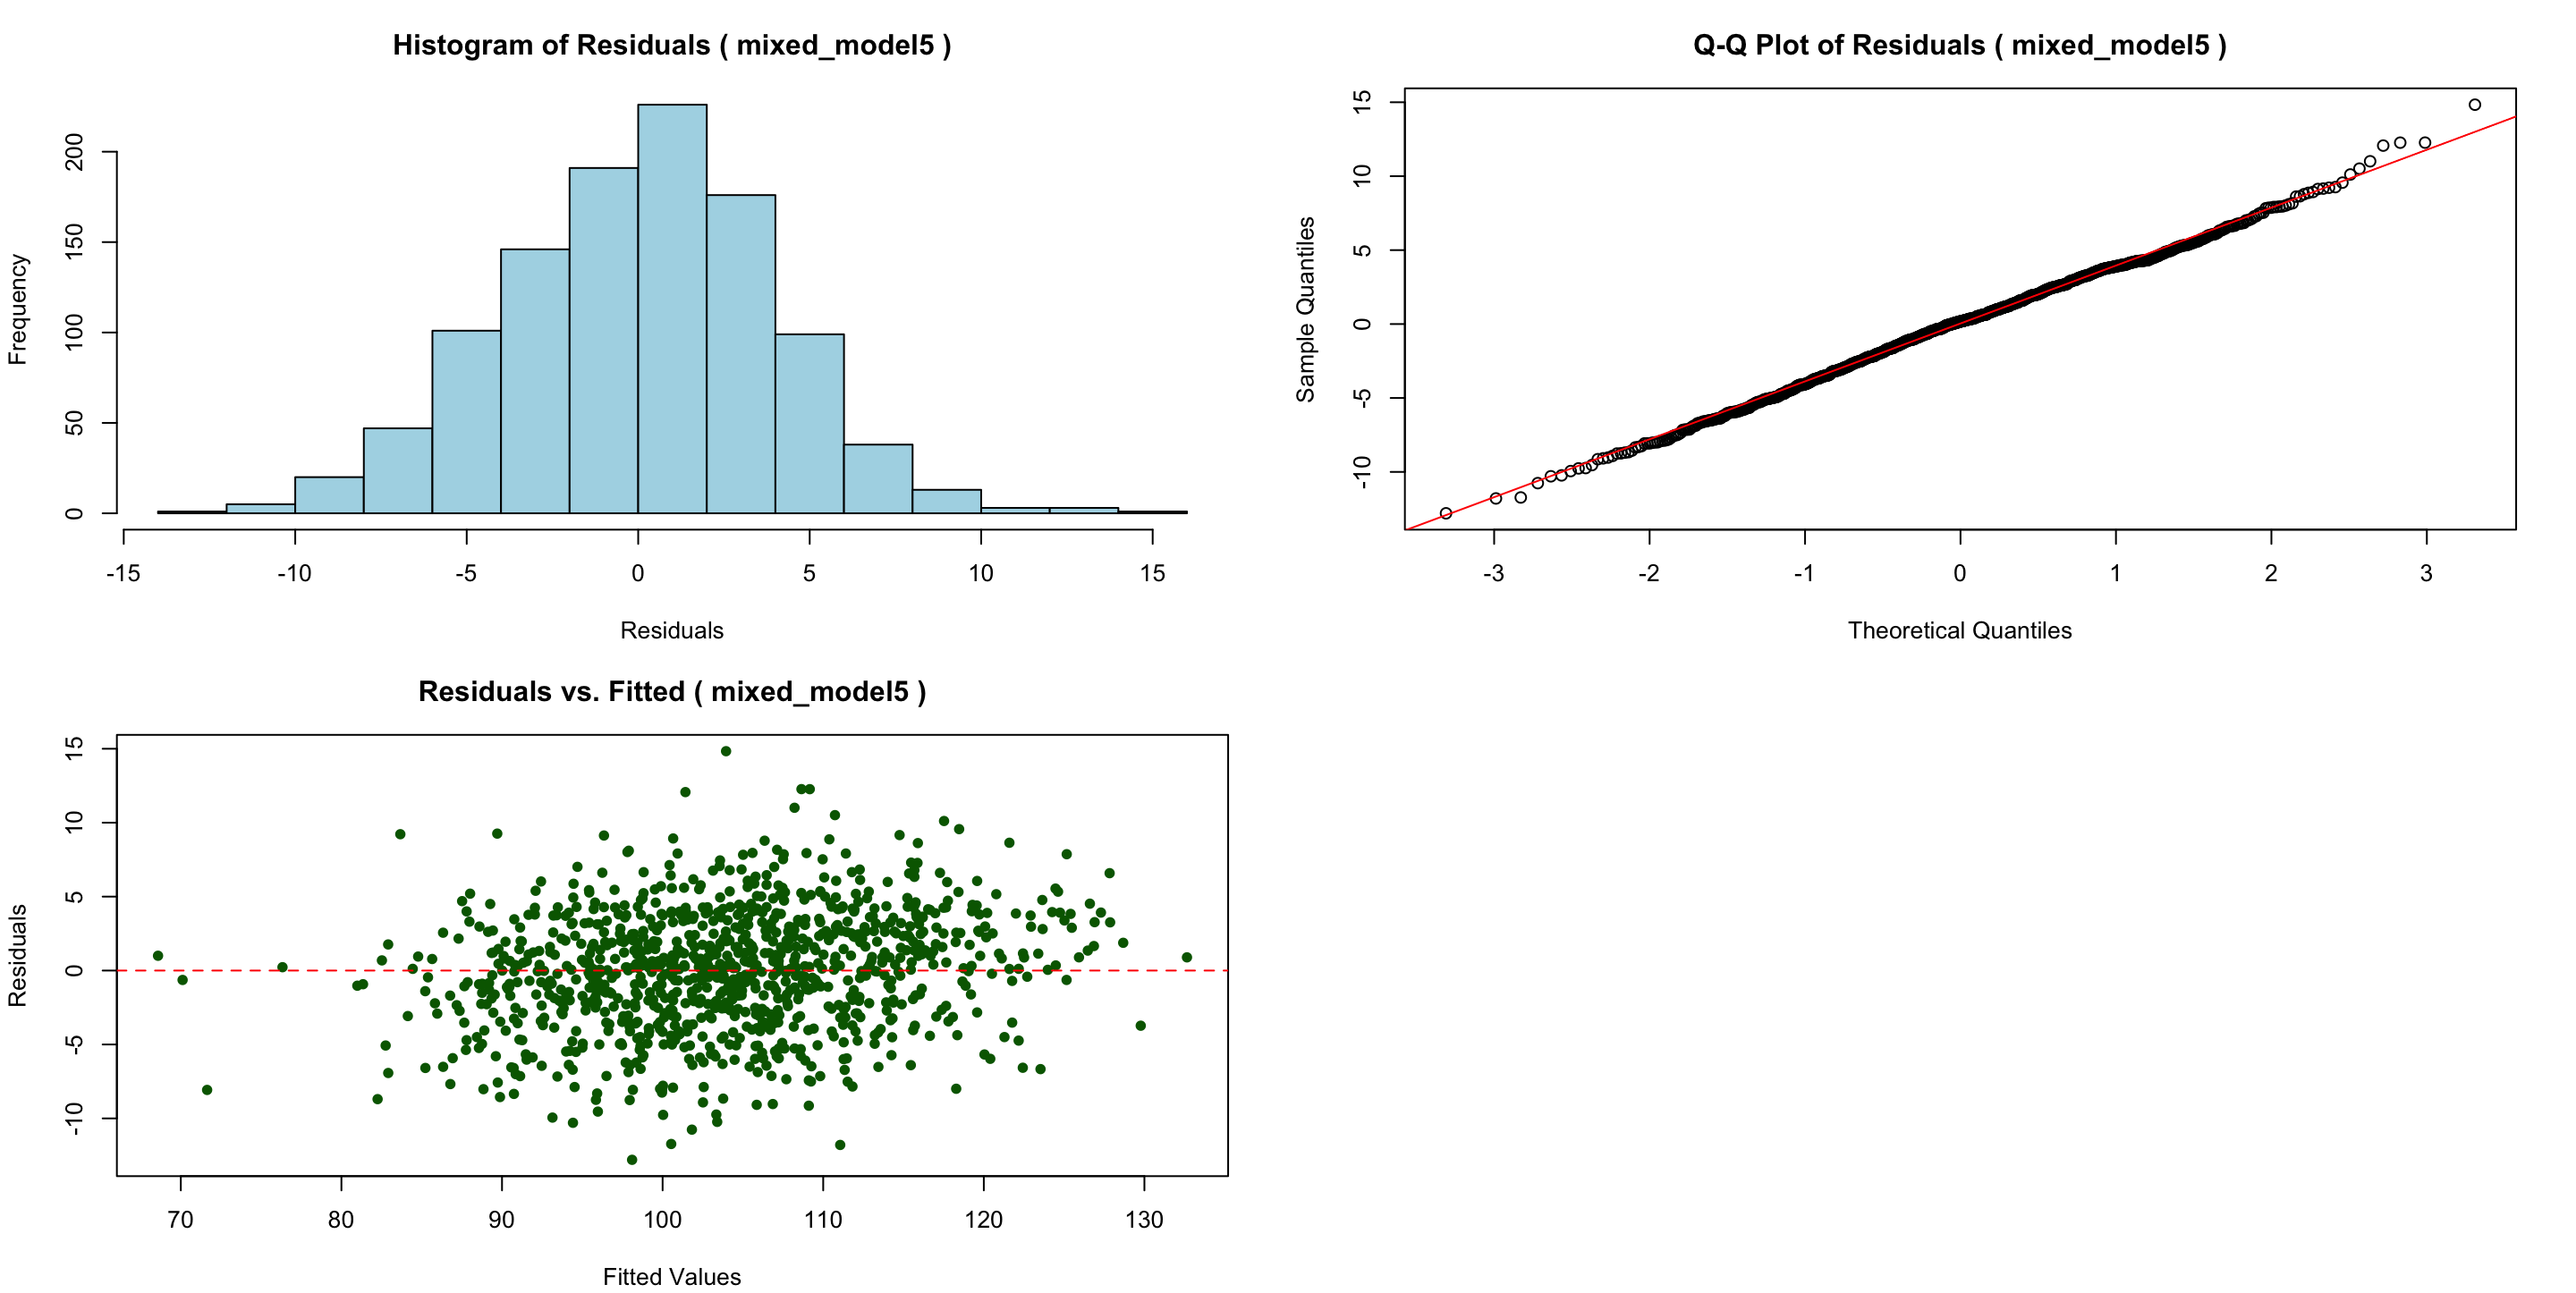 Histogram of Residuals ( mixed_model5 )
Frequency
200
150
100
50
0
-15 -10 -5 0 5 10 15
Residuals
Q-Q Plot of Residuals ( mixed_model5 )
Sample Quantiles
15
10
5
0
-5
-10
-3 -2 -1 0 1 2 3
Theoretical Quantiles
Residuals vs. Fitted ( mixed_model5 )
Residuals
15
10
5
0
-5
-10
70 80 90 100 110 120 130
Fitted Values